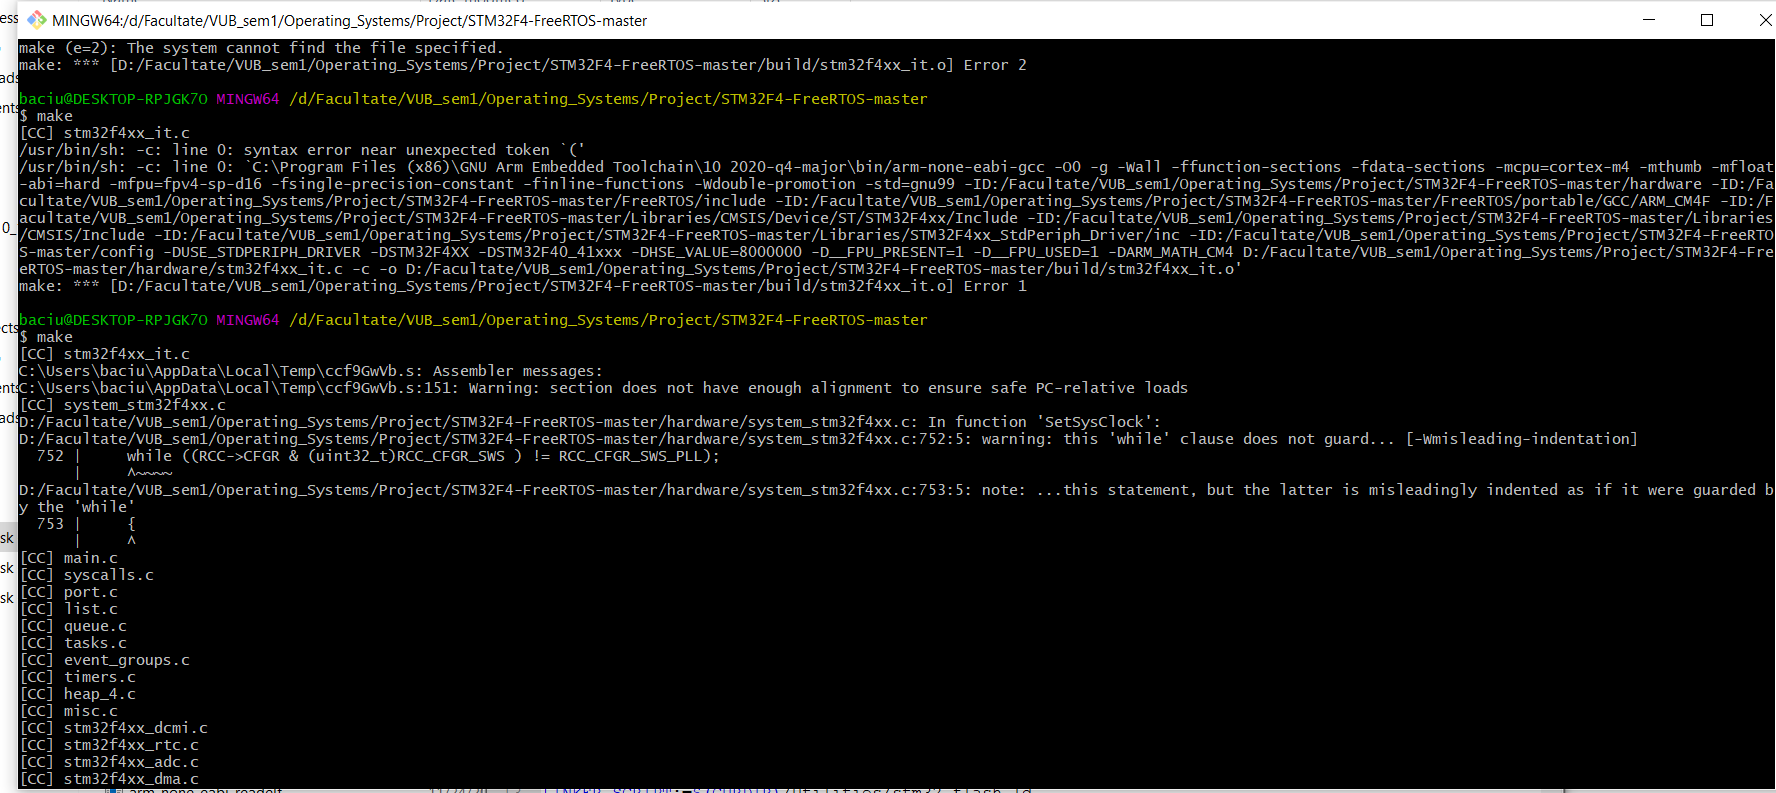 MINGW64:/d/Facultate/VUB_sem1/Operating_Systems/Project/STM32F4-FreeRTOS-master
make (e=2): The system cannot find the file specified.
make: *** [D:/Facultate/VUB_sem1/Operating_Systems/Project/STM32F4-FreeRTOS-master/build/stm32f4xx_it.o] Error 2
baciu@DESKTOP-RPJGK7O MINGW64 /d/Facultate/VUB_sem1/Operating_Systems/Project/STM32F4-FreeRTOS-master
$ make
[CC] stm32f4xx_it.c
/usr/bin/sh: -c: line 0: syntax error near unexpected token `('
/usr/bin/sh: -c: line 0: `C:\Program Files (x86)\GNU Arm Embedded Toolchain\10 2020-q4-major\bin/arm-none-eabi-gcc -O0 -g -Wall -ffunction-sections -fdata-sections -mcpu=cortex-m4 -mthumb -mfloat
-abi=hard -mfpu=fpv4-sp-d16 -fsingle-precision-constant -finline-functions -Wdouble-promotion -std=gnu99 -ID:/Facultate/VUB_sem1/Operating_Systems/Project/STM32F4-FreeRTOS-master/hardware -ID:/Fa
cultate/VUB_sem1/Operating_Systems/Project/STM32F4-FreeRTOS-master/FreeRTOS/include -ID:/Facultate/VUB_sem1/Operating_Systems/Project/STM32F4-FreeRTOS-master/FreeRTOS/portable/GCC/ARM_CM4F -ID:/F
acultate/VUB_sem1/Operating_Systems/Project/STM32F4-FreeRTOS-master/Libraries/CMSIS/Device/ST/STM32F4xx/Include -ID:/Facultate/VUB_sem1/Operating_Systems/Project/STM32F4-FreeRTOS-master/Libraries
/CMSIS/Include -ID:/Facultate/VUB_sem1/Operating_Systems/Project/STM32F4-FreeRTOS-master/Libraries/STM32F4xx_StdPeriph_Driver/inc -ID:/Facultate/VUB_sem1/Operating_Systems/Project/STM32F4-FreeRTO
S-master/config -DUSE_STDPERIPH_DRIVER -DSTM32F4XX -DSTM32F40_41xxx -DHSE_VALUE=8000000 -D__FPU_PRESENT=1 -D__FPU_USED=1 -DARM_MATH_CM4 D:/Facultate/VUB_sem1/Operating_Systems/Project/STM32F4-Fre
eRTOS-master/hardware/stm32f4xx_it.c -c -o D:/Facultate/VUB_sem1/Operating_Systems/Project/STM32F4-FreeRTOS-master/build/stm32f4xx_it.o'
make: *** [D:/Facultate/VUB_sem1/Operating_Systems/Project/STM32F4-FreeRTOS-master/build/stm32f4xx_it.o] Error 1
baciu@DESKTOP-RPJGK7O MINGW64 /d/Facultate/VUB_sem1/Operating_Systems/Project/STM32F4-FreeRTOS-master
$ make
[CC] stm32f4xx_it.c
C:\Users\baciu\AppData\Local\Temp\ccf9GwVb.s: Assembler messages:
C:\Users\baciu\AppData\Local\Temp\ccf9GwVb.s:151: Warning: section does not have enough alignment to ensure safe PC-relative loads
[CC] system_stm32f4xx.c
D:/Facultate/VUB_sem1/Operating_Systems/Project/STM32F4-FreeRTOS-master/hardware/system_stm32f4xx.c: In function 'SetSysClock':
D:/Facultate/VUB_sem1/Operating_Systems/Project/STM32F4-FreeRTOS-master/hardware/system_stm32f4xx.c:752:5: warning: this 'while' clause does not guard... [-Wmisleading-indentation]
752 | while ((RCC->CFGR & (uint32_t)RCC_CFGR_SWS ) != RCC_CFGR_SWS_PLL);
| ^~~~~
D:/Facultate/VUB_sem1/Operating_Systems/Project/STM32F4-FreeRTOS-master/hardware/system_stm32f4xx.c:753:5: note: ...this statement, but the latter is misleadingly indented as if it were guarded b
y the 'while'
753 | {
| ^
[CC] main.c
[CC] syscalls.c
[CC] port.c
[CC] list.c
[CC] queue.c
[CC] tasks.c
[CC] event_groups.c
[CC] timers.c
[CC] heap_4.c
[CC] misc.c
[CC] stm32f4xx_dcmi.c
[CC] stm32f4xx_rtc.c
[CC] stm32f4xx_adc.c
[CC] stm32f4xx_dma.c